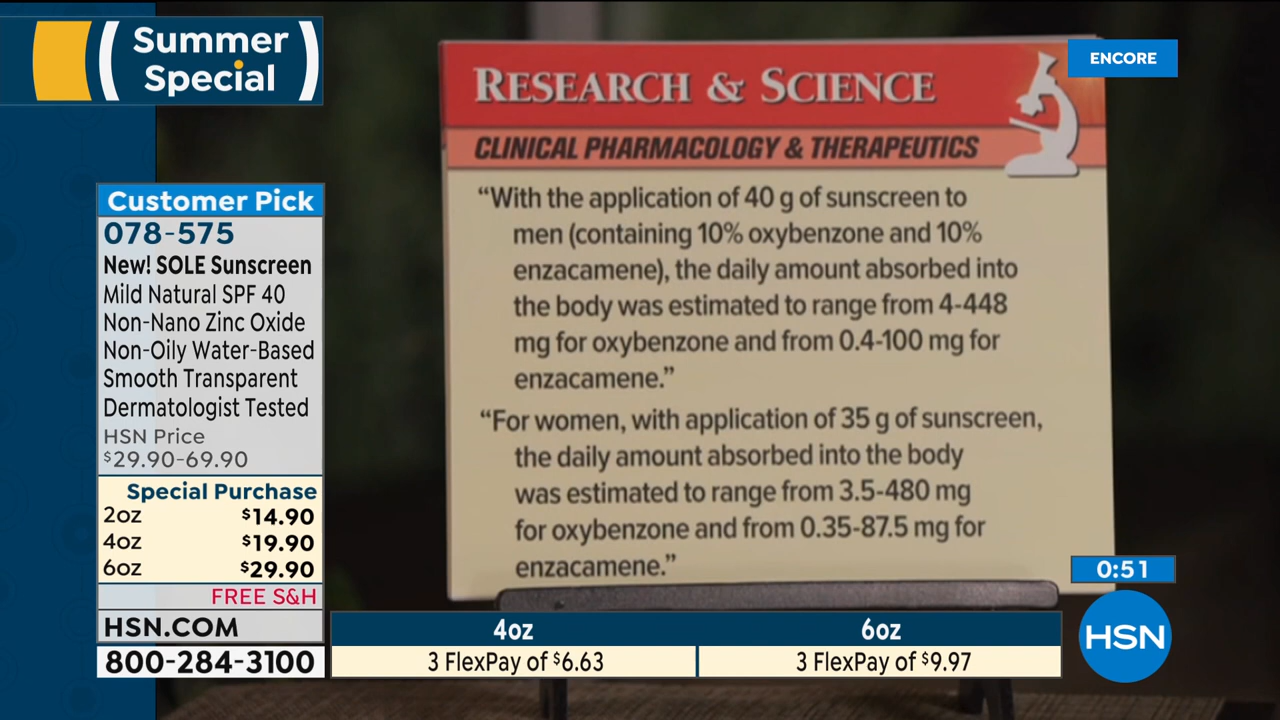 Summer
Special
ENCORE
RESEARCH & SCIENCE
CLINICAL PHARMACOLOGY & THERAPEUTICS
“With the application of 40 g of sunscreen to
men (containing 10% oxybenzone and 10%
enzacamene), the daily amount absorbed into
the body was estimated to range from 4-448
mg for oxybenzone and from 0.4-100 mg for
enzacamene.”
“For women, with application of 35 g of sunscreen,
the daily amount absorbed into the body
was estimated to range from 3.5-480 mg
for oxybenzone and from 0.35-87.5 mg for
enzacamene.”
Customer Pick
078-575
New! SOLE Sunscreen
Mild Natural SPF 40
Non-Nano Zinc Oxide
Non-Oily Water-Based
Smooth Transparent
Dermatologist Tested
HSN Price
$29.90-69.90
Special Purchase
2oz $14.90
4oz $19.90
6oz $29.90
FREE S&H
HSN.COM
800-284-3100
4oz 6oz
3 FlexPay of $6.63 3 FlexPay of $9.97
0:51
HSN